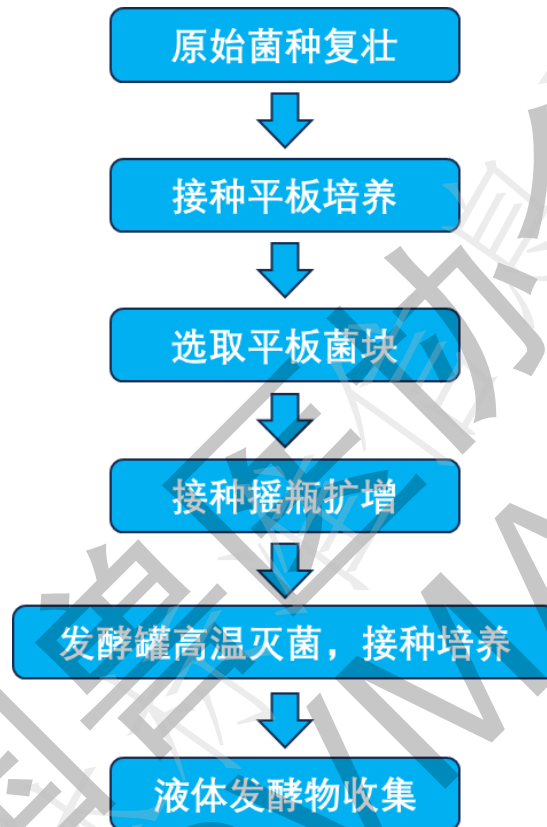 原始菌种复壮
接种平板培养
选取平板菌块
接种摇瓶扩增
发酵罐高温灭菌，接种培养
液体发酵物收集